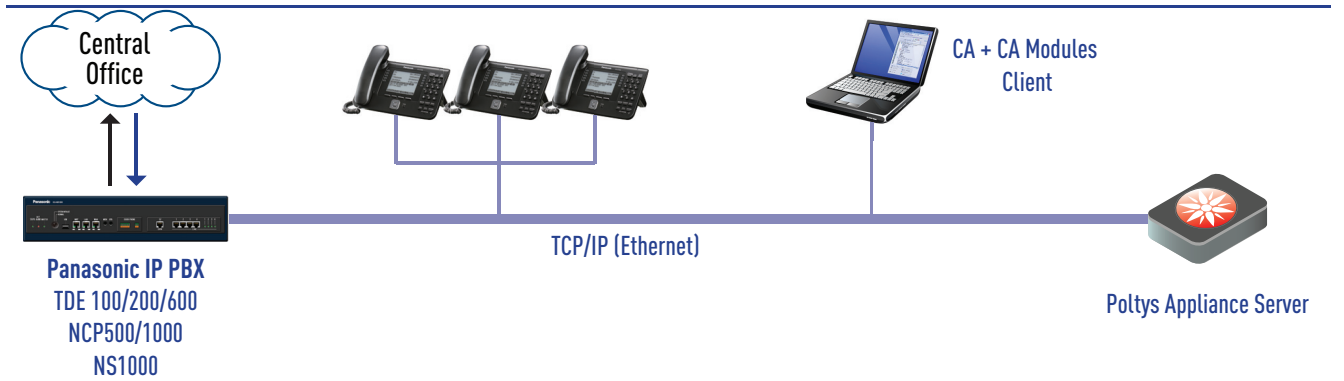 Central
Office
CA + CA Modules
Client
Panasonic
TCP/IP (Ethernet)
Panasonic IP PBX
TDE 100/200/600
NCP500/1000
NS1000
Poltys Appliance Server